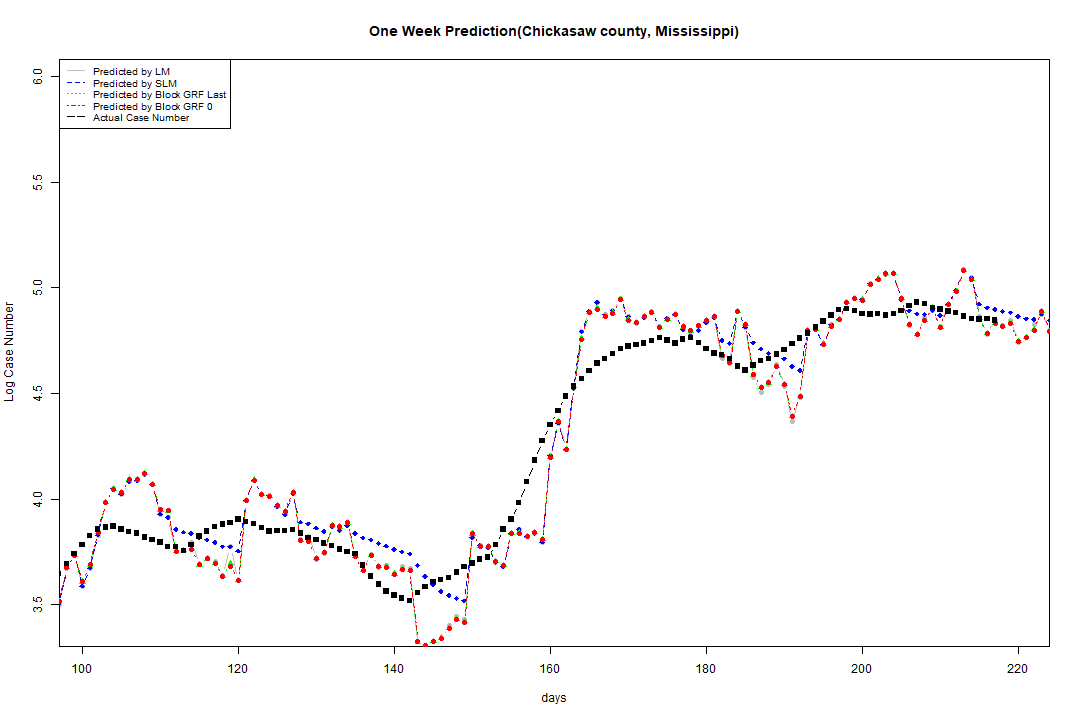 One Week Prediction(Chickasaw county, Mississippi)
Predicted by LM
Predicted by SLM
Predicted by Block GRF Last
Predicted by Block GRF 0
Actual Case Number
Log Case Number
6.0
5.5
5.0
4.5
4.0
3.5
100 120 140 160 180 200 220
days